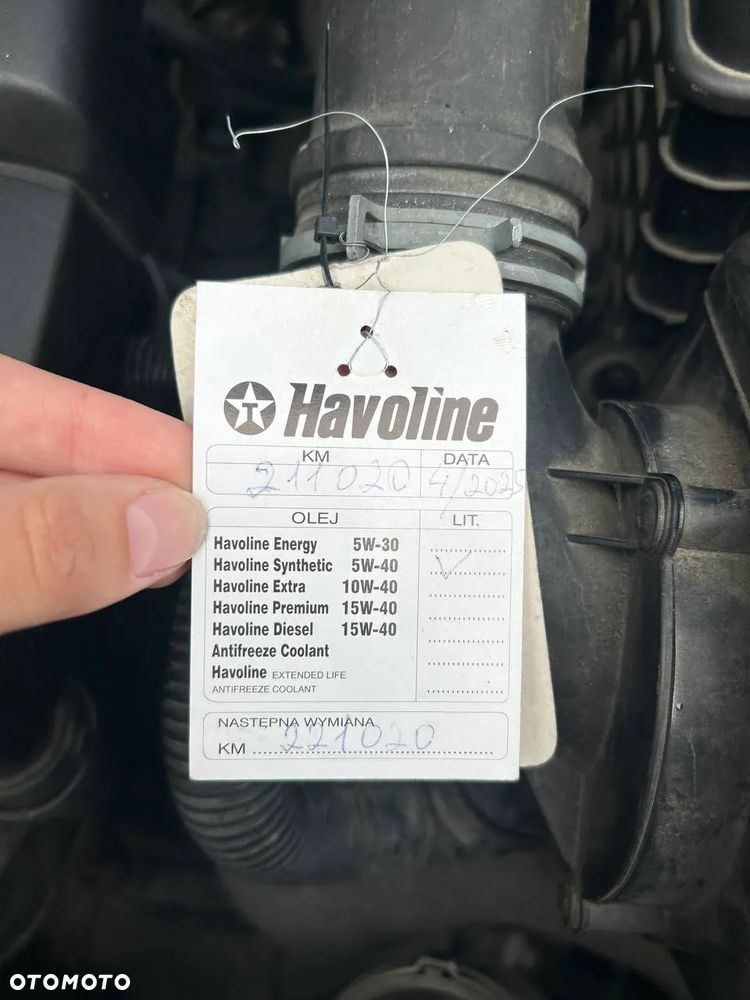 T Havoline
KM DATA
211020 4/2025
OLEJ LIT.
Havoline Energy 5W-30
Havoline Synthetic 5W-40 V
Havoline Extra 10W-40
Havoline Premium 15W-40
Havoline Diesel 15W-40
Antifreeze Coolant
Havoline EXTENDED LIFE
ANTIFREEZE COOLANT
NASTĘPNA WYMIANA
KM 221020
OTOMOTO